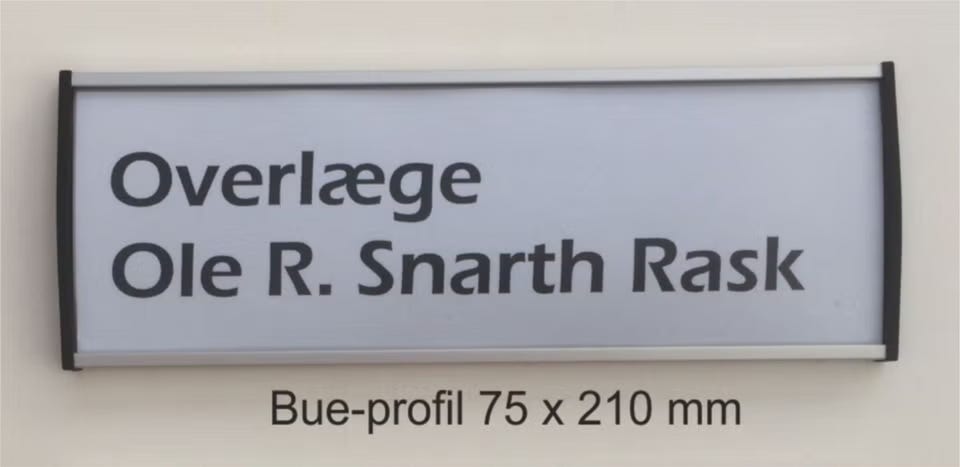 Overlæge
Ole R. Snarth Rask
Bue-profil 75 x 210 mm